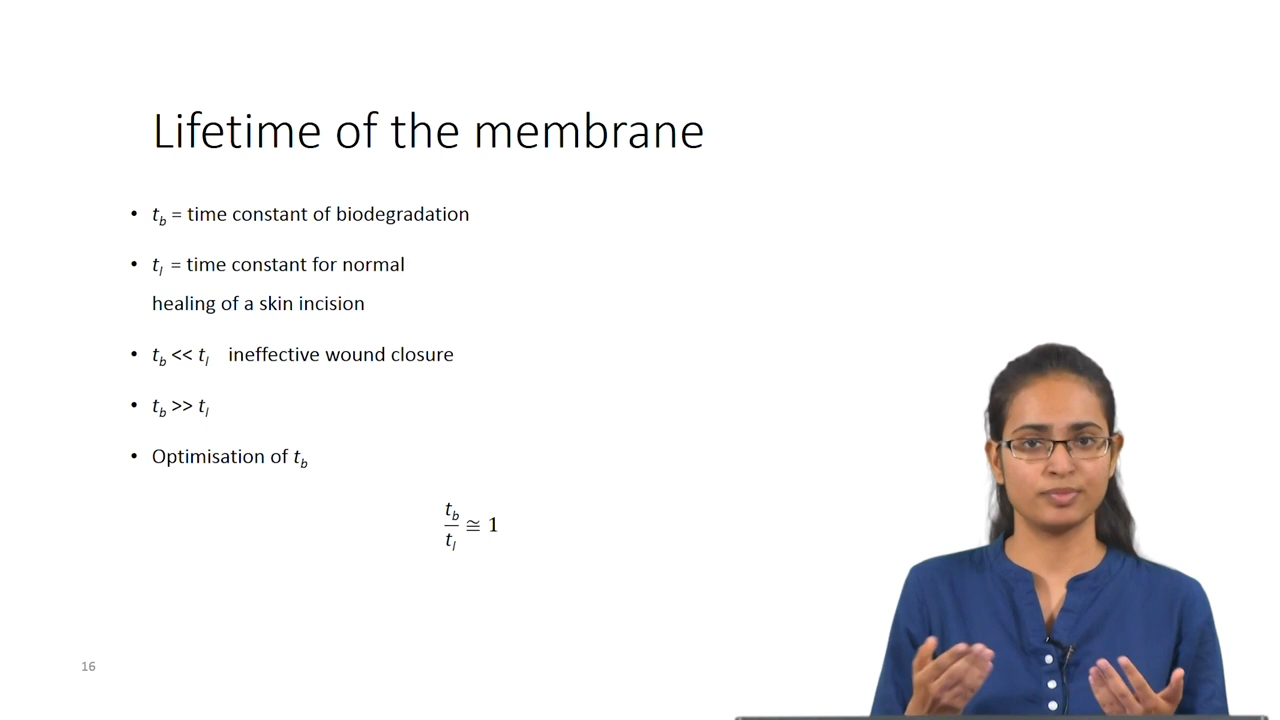 Lifetime of the membrane
• t_b = time constant of biodegradation
• t_l = time constant for normal
healing of a skin incision
• t_b << t_l ineffective wound closure
• t_b >> t_l
• Optimisation of t_b
t_b/t_l ≅ 1
16